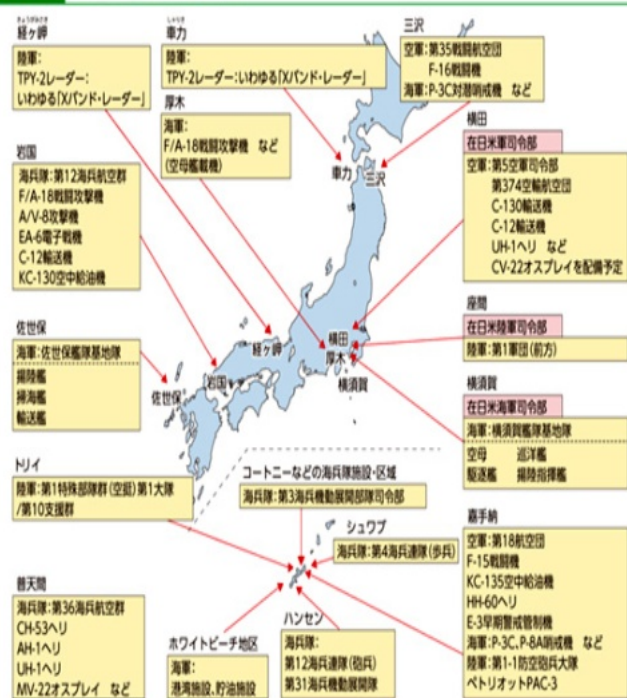 きょうがみさき
経ヶ岬
陸軍:
TPY-2レーダー:
いわゆる「Xバンド・レーダー」
しゃりき
車力
陸軍:
TPY-2レーダー:いわゆる「Xバンド・レーダー」
三沢
空軍:第35戦闘航空団
F-16戦闘機
海軍:P-3C対潜哨戒機 など
厚木
海軍:
F/A-18戦闘攻撃機 など
(空母艦載機)
横田
在日米軍司令部
空軍:第5空軍司令部
第374空輸航空団
C-130輸送機
C-12輸送機
UH-1ヘリ など
CV-22オスプレイを配備予定
岩国
海兵隊:第12海兵航空群
F/A-18戦闘攻撃機
A/V-8攻撃機
EA-6電子戦機
C-12輸送機
KC-130空中給油機
車力
三沢
座間
在日米陸軍司令部
陸軍:第1軍団(前方)
佐世保
海軍:佐世保艦隊基地隊
揚陸艦
掃海艦
輸送艦
経ヶ岬
横田
厚木
岩国
横須賀
佐世保
横須賀
在日米海軍司令部
海軍:横須賀艦隊基地隊
空母 巡洋艦
駆逐艦 揚陸指揮艦
トリイ
陸軍:第1特殊部隊群(空挺)第1大隊
/第10支援群
コートニーなどの海兵隊施設・区域
海兵隊:第3海兵機動展開部隊司令部
シュワブ
海兵隊:第4海兵連隊(歩兵)
嘉手納
空軍:第18航空団
F-15戦闘機
KC-135空中給油機
HH-60ヘリ
E-3早期警戒管制機
海軍:P-3C、P-8A哨戒機 など
陸軍:第1-1防空砲兵大隊
ペトリオットPAC-3
普天間
海兵隊:第36海兵航空群
CH-53ヘリ
AH-1ヘリ
UH-1ヘリ
MV-22オスプレイ など
ホワイトビーチ地区
海軍:
港湾施設、貯油施設
ハンセン
海兵隊:
第12海兵連隊(砲兵)
第31海兵機動展開隊